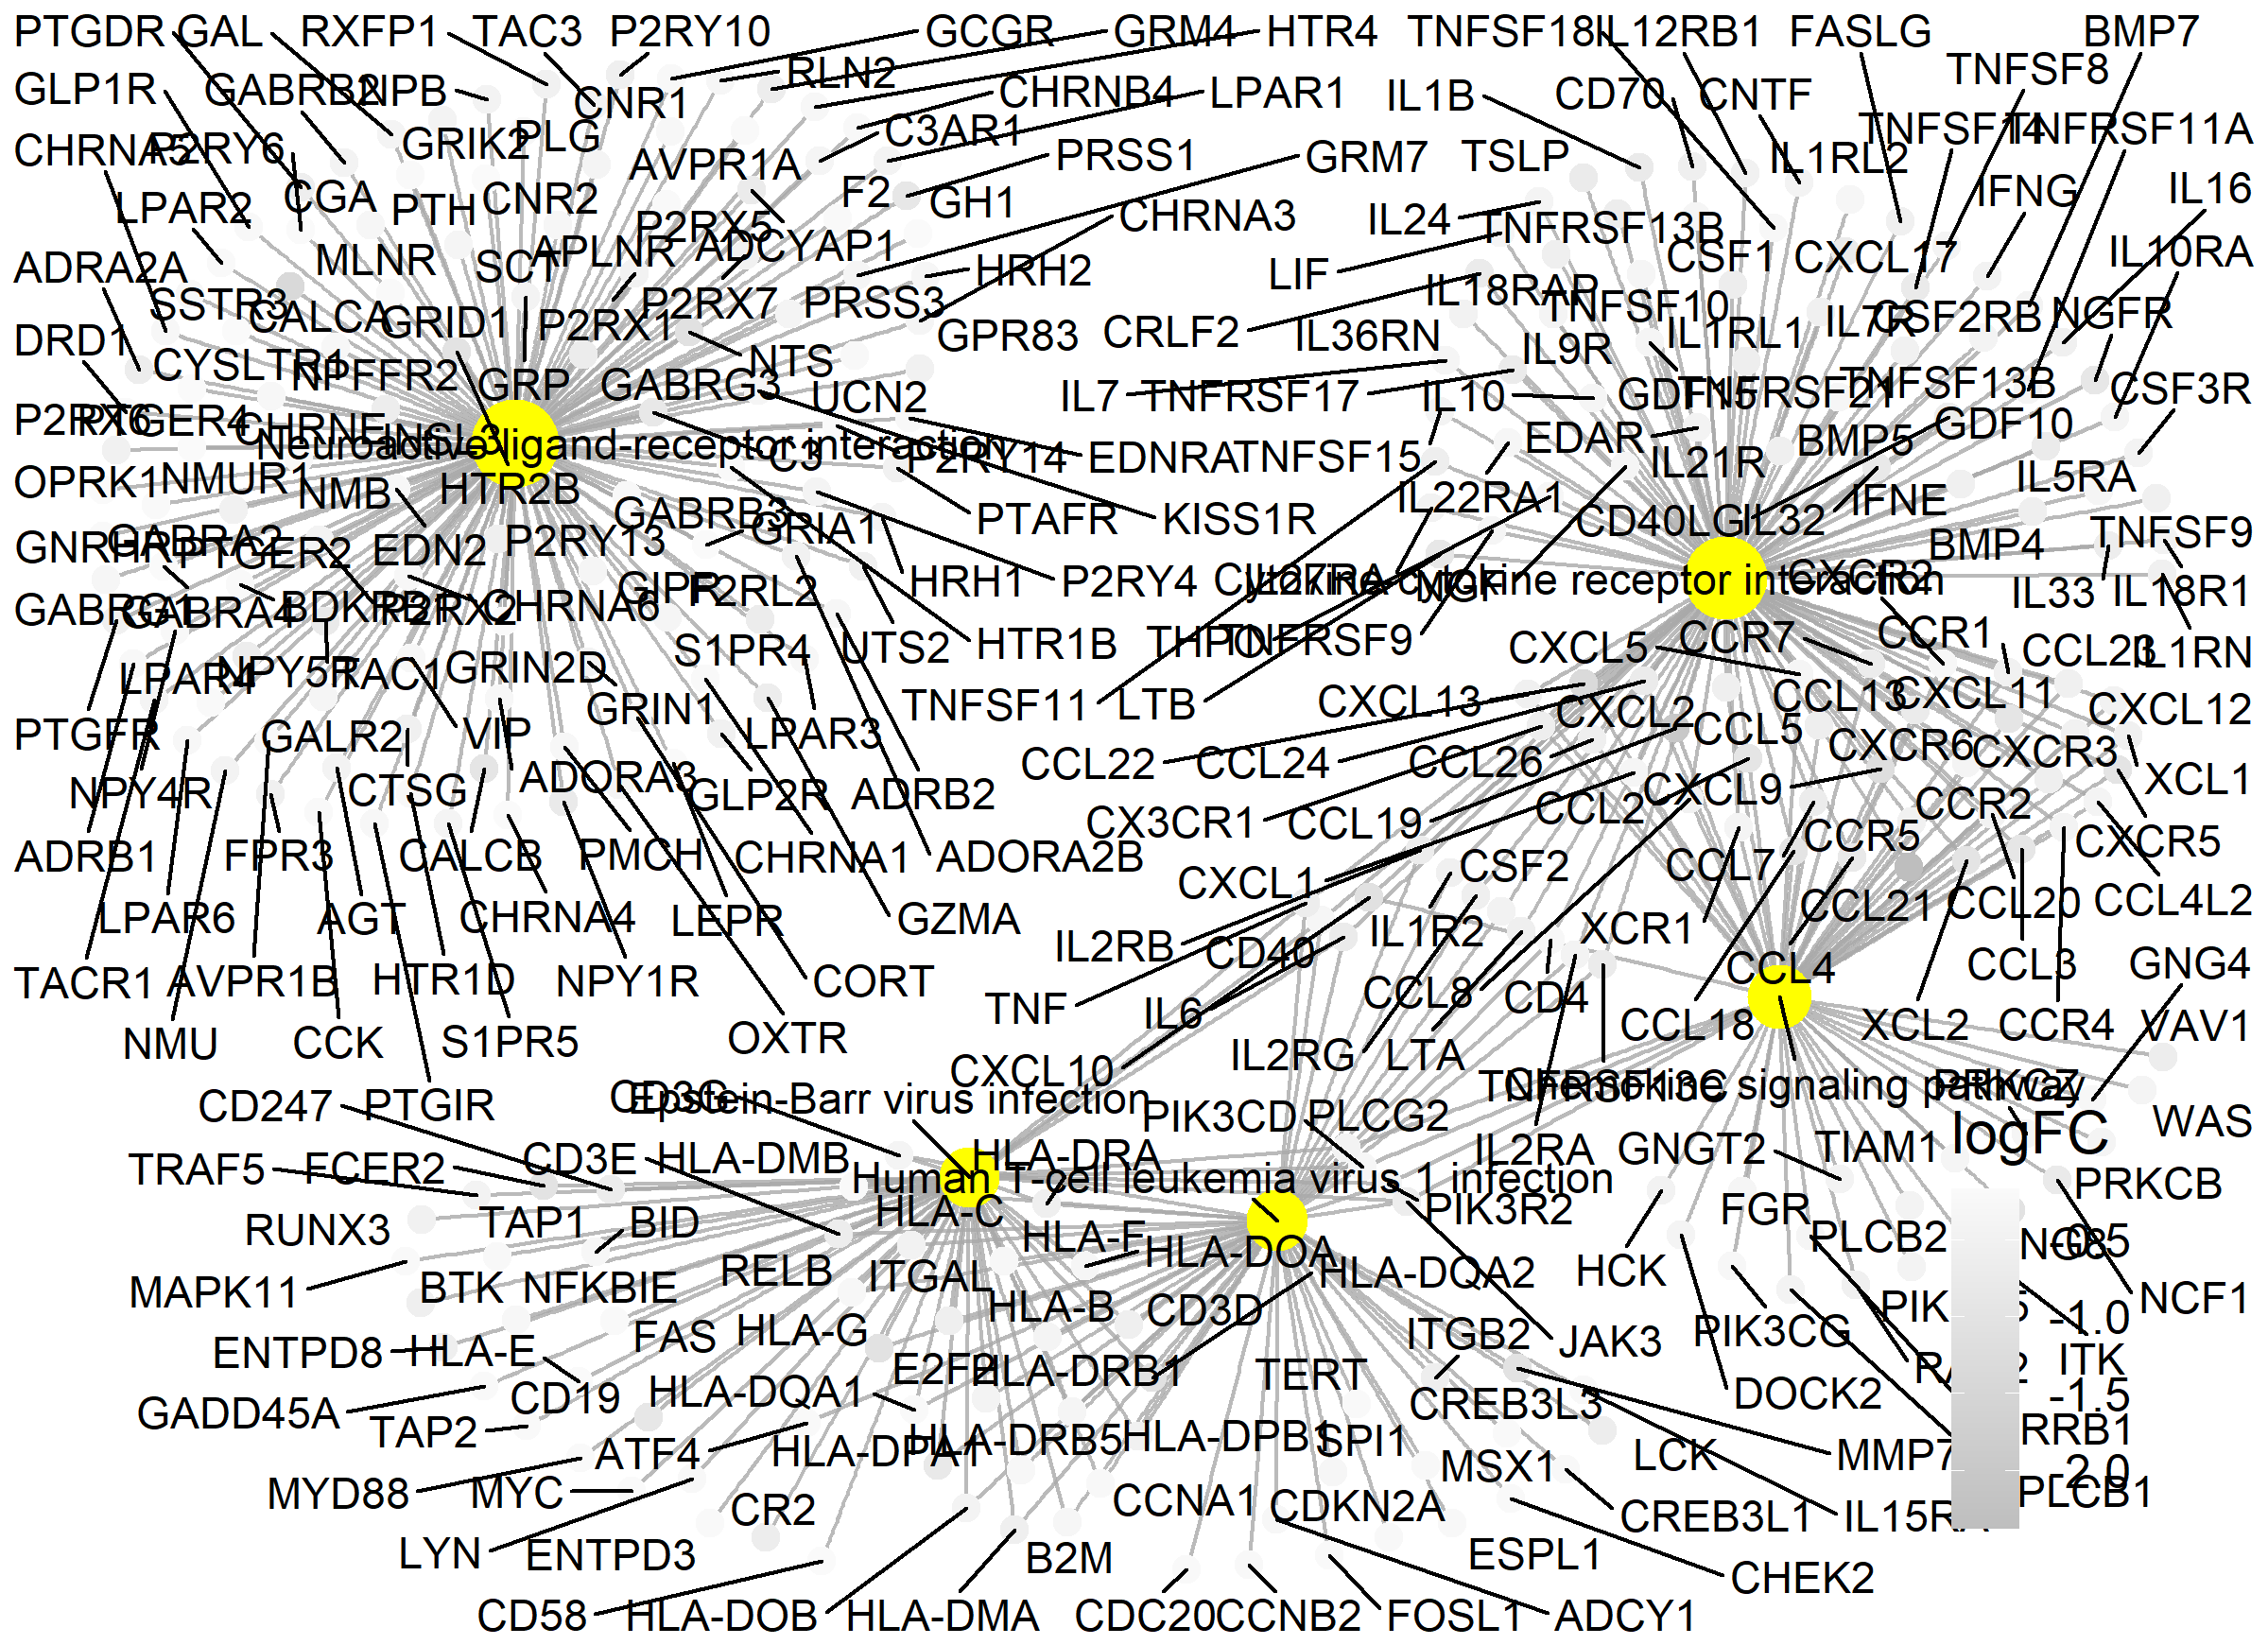 PTGDR GAL RXFP1 TAC3 P2RY10 GCGR GRM4 HTR4 TNFSF18 IL12RB1 FASLG BMP7
GLP1R GABRB2 NPB CNR1 RLN2 CHRNB4 LPAR1 IL1B CD70 CNTF TNFSF8
CHRNA5 P2RY6 GRIK2 PLG AVPR1A C3AR1 PRSS1 GRM7 TSLP IL1RL2 TNFSF14 TNFRSF11A
LPAR2 CGA PTH CNR2 P2RX5 F2 GH1 CHRNA3 IL24 TNFRSF13B IFNG IL16
ADRA2A MLNR SCT APLNR ADCYAP1 HRH2 LIF CSF1 CXCL17 IL10RA
SSTR3 CALCA GRID1 P2RX1 P2RX7 PRSS3 GPR83 CRLF2 IL18RAP TNFSF10 IL1RL1 IL7R CSF2RB NGFR
DRD1 CYSLTR1 NPFFR2 GRP GABRG3 NTS UCN2 IL36RN IL9R
IL7 TNFRSF17 IL10 GDF15 TNFRSF21 TNFSF13B CSF3R
P2RX6 PTGER4 CHRNE INSL3 C3 P2RY14 EDNRA TNFSF15 EDAR BMP5 GDF10
Neuroactive ligand-receptor interaction
OPRK1 NMUR1 NMB HTR2B GABRB3 GRIA1 PTAFR KISS1R IL22RA1 IL21R IFNE IL5RA
GNRHR GABRA2 PTGER2 EDN2 P2RY13 CD40LG IL32 BMP4 TNFSF9
GABRG1 GABRA4 BDKRB1 P2RX2 CHRNA6 GIPR F2RL2 HRH1 P2RY4 IL27RA NGF CXCR2 IL33 IL18R1
Cytokine-cytokine receptor interaction
LPAR4 NPY5R TAC1 GRIN2D S1PR4 UTS2 HTR1B THPO TNFRSF9 CXCL5 CCR7 CCR1 CCL23 IL1RN
PTGFR GALR2 VIP GRIN1 LPAR3 TNFSF11 LTB CXCL13 CXCL2 CCL5 CCL13 CXCL11 CXCL12
NPY4R CTSG ADORA3 GLP2R ADRB2 CCL22 CCL24 CCL26 CXCL9 CXCR6 CXCR3 XCL1
ADRB1 FPR3 CALCB PMCH CHRNA1 ADORA2B CX3CR1 CCL19 CCL2 CCR5 CCR2 CXCR5
LPAR6 AGT CHRNA4 LEPR GZMA CXCL1 CSF2 CCL7 CCL21 CCL20 CCL4L2
TACR1 AVPR1B HTR1D NPY1R CORT IL2RB CD40 IL1R2 XCR1 CCL4 CCL3 GNG4
NMU CCK S1PR5 OXTR TNF IL6 CCL8 CD4 CCL18 XCL2 CCR4 VAV1
CD247 PTGIR CD3G CXCL10 IL2RG LTA TNFRSF13C PRKCZ
Epstein-Barr virus infection
Chemokine signaling pathway
TRAF5 FCER2 CD3E HLA-DMB HLA-DRA PIK3CD PLCG2 IL2RA GNGT2 TIAM1 WAS
logFC
Human T-cell leukemia virus 1 infection
RUNX3 TAP1 BID HLA-C HLA-F HLA-DOA PIK3R2 FGR PLCB2 PRKCB
-0.5
MAPK11 BTK NFKBIE RELB ITGAL HLA-B CD3D HLA-DQA2 HCK NCF1
-1.0
ENTPD8 HLA-E FAS HLA-G E2F2 HLA-DRB1 TERT ITGB2 JAK3 PIK3CG ITK
-1.5
GADD45A TAP2 CD19 HLA-DQA1 CREB3L3 DOCK2
ATF4 HLA-DPA1 HLA-DRB5 HLA-DPB1 SPI1 MSX1 LCK MMP7 RRB1
-2.0
MYD88 MYC CR2 CCNA1 CDKN2A CREB3L1 IL15RA PLCB1
LYN ENTPD3 B2M ESPL1 CHEK2
CD58 HLA-DOB HLA-DMA CDC20 CCNB2 FOSL1 ADCY1